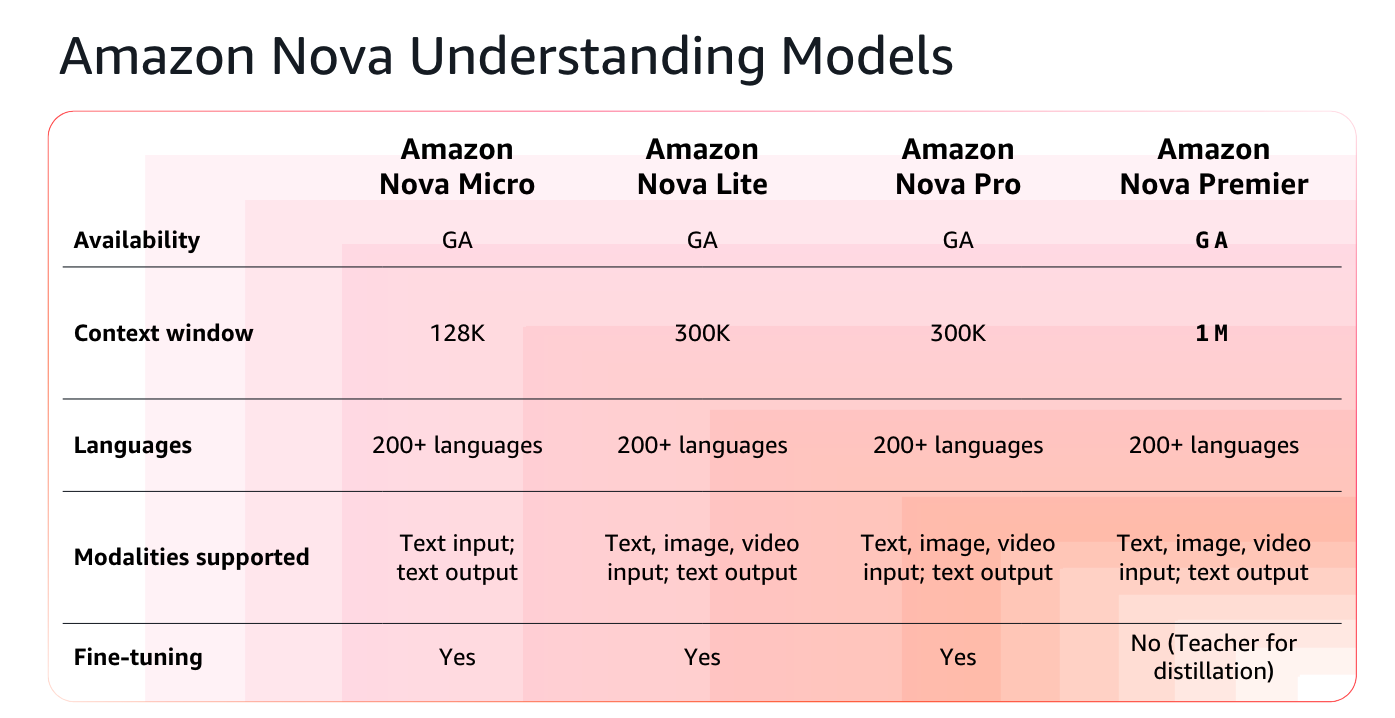 Amazon Nova Understanding Models
Amazon Amazon Amazon Amazon
Nova Micro Nova Lite Nova Pro Nova Premier
Availability GA GA GA GA
Context window 128K 300K 300K 1M
Languages 200+ languages 200+ languages 200+ languages 200+ languages
Modalities supported
Text input; Text, image, video Text, image, video Text, image, video
text output input; text output input; text output input; text output
Fine-tuning Yes Yes Yes
No (Teacher for
distillation)